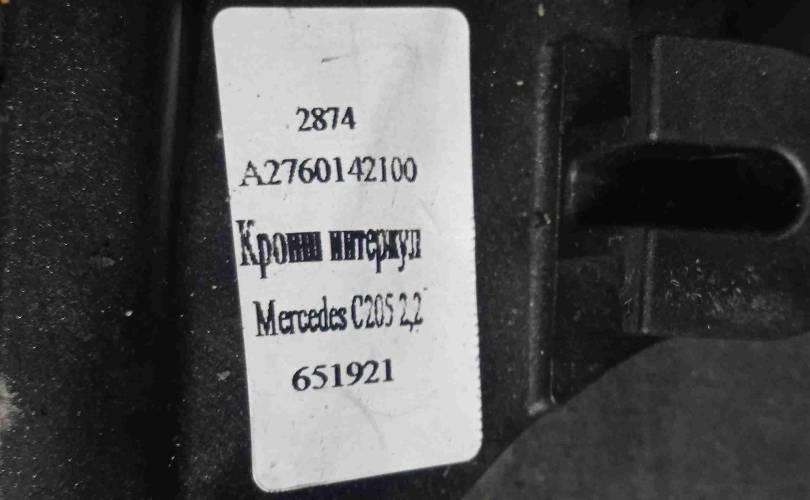 2874
A2760142100
Кронш интеркул
Mercedes C205 2,2
651921